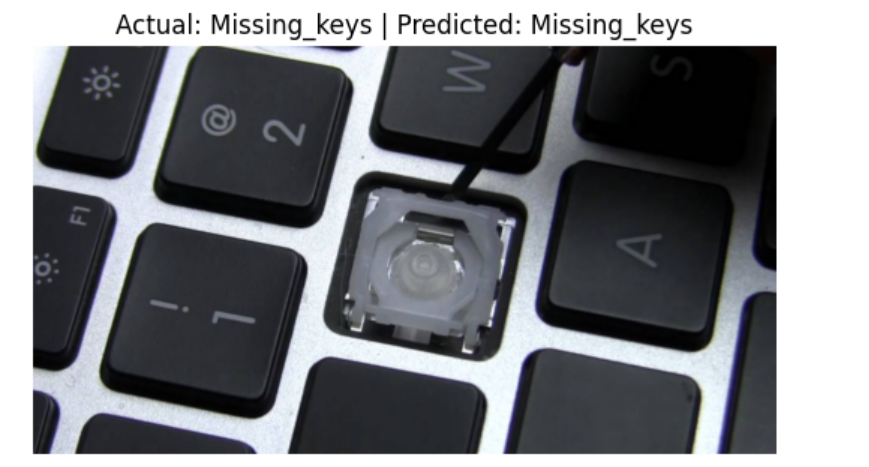 Actual: Missing_keys | Predicted: Missing_keys
W
S
@
2
F1
!
1
A